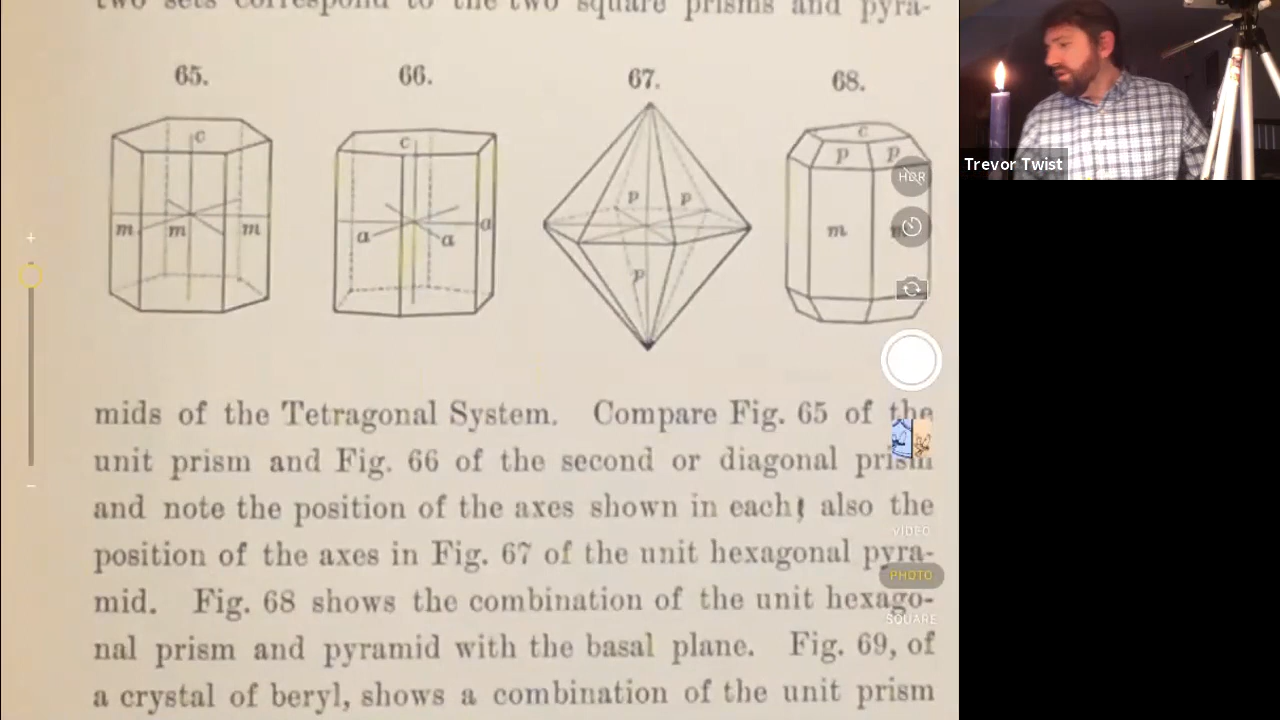 two sets correspond to the two square prisms and pyra-
65. 66. 67. 68.
c c c
p p
p p
m m m
a a a
m
p
HDR
mids of the Tetragonal System. Compare Fig. 65 of the
unit prism and Fig. 66 of the second or diagonal prism
and note the position of the axes shown in each; also the
position of the axes in Fig. 67 of the unit hexagonal pyra-
mid. Fig. 68 shows the combination of the unit hexago-
nal prism and pyramid with the basal plane. Fig. 69, of
a crystal of beryl, shows a combination of the unit prism
VIDEO
PHOTO
SQUARE
Trevor Twist